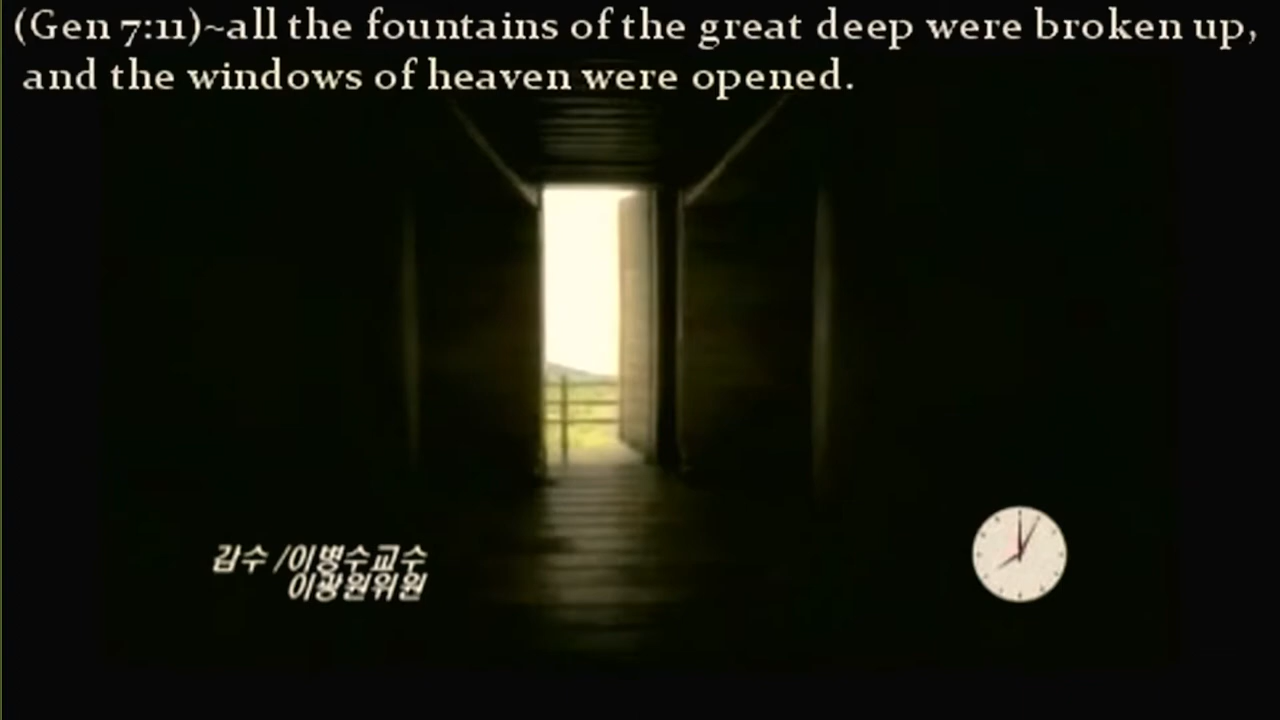 (Gen 7:11)~all the fountains of the great deep were broken up,
and the windows of heaven were opened.
감수 /이병수교수
이광원위원